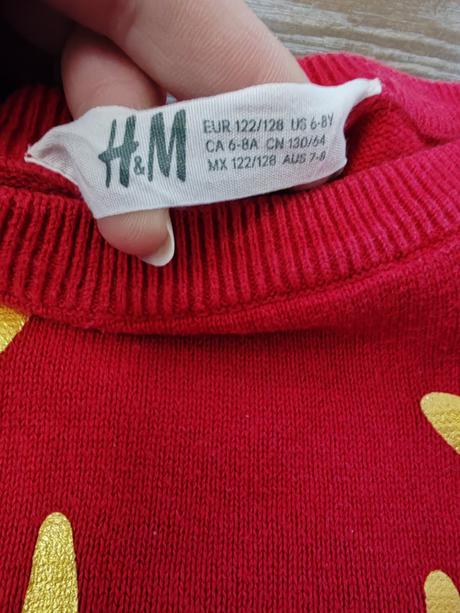 H&M
EUR 122/128 US 6-8Y
CA 6-8A CN 130/64
MX 122/128 AUS 7-8